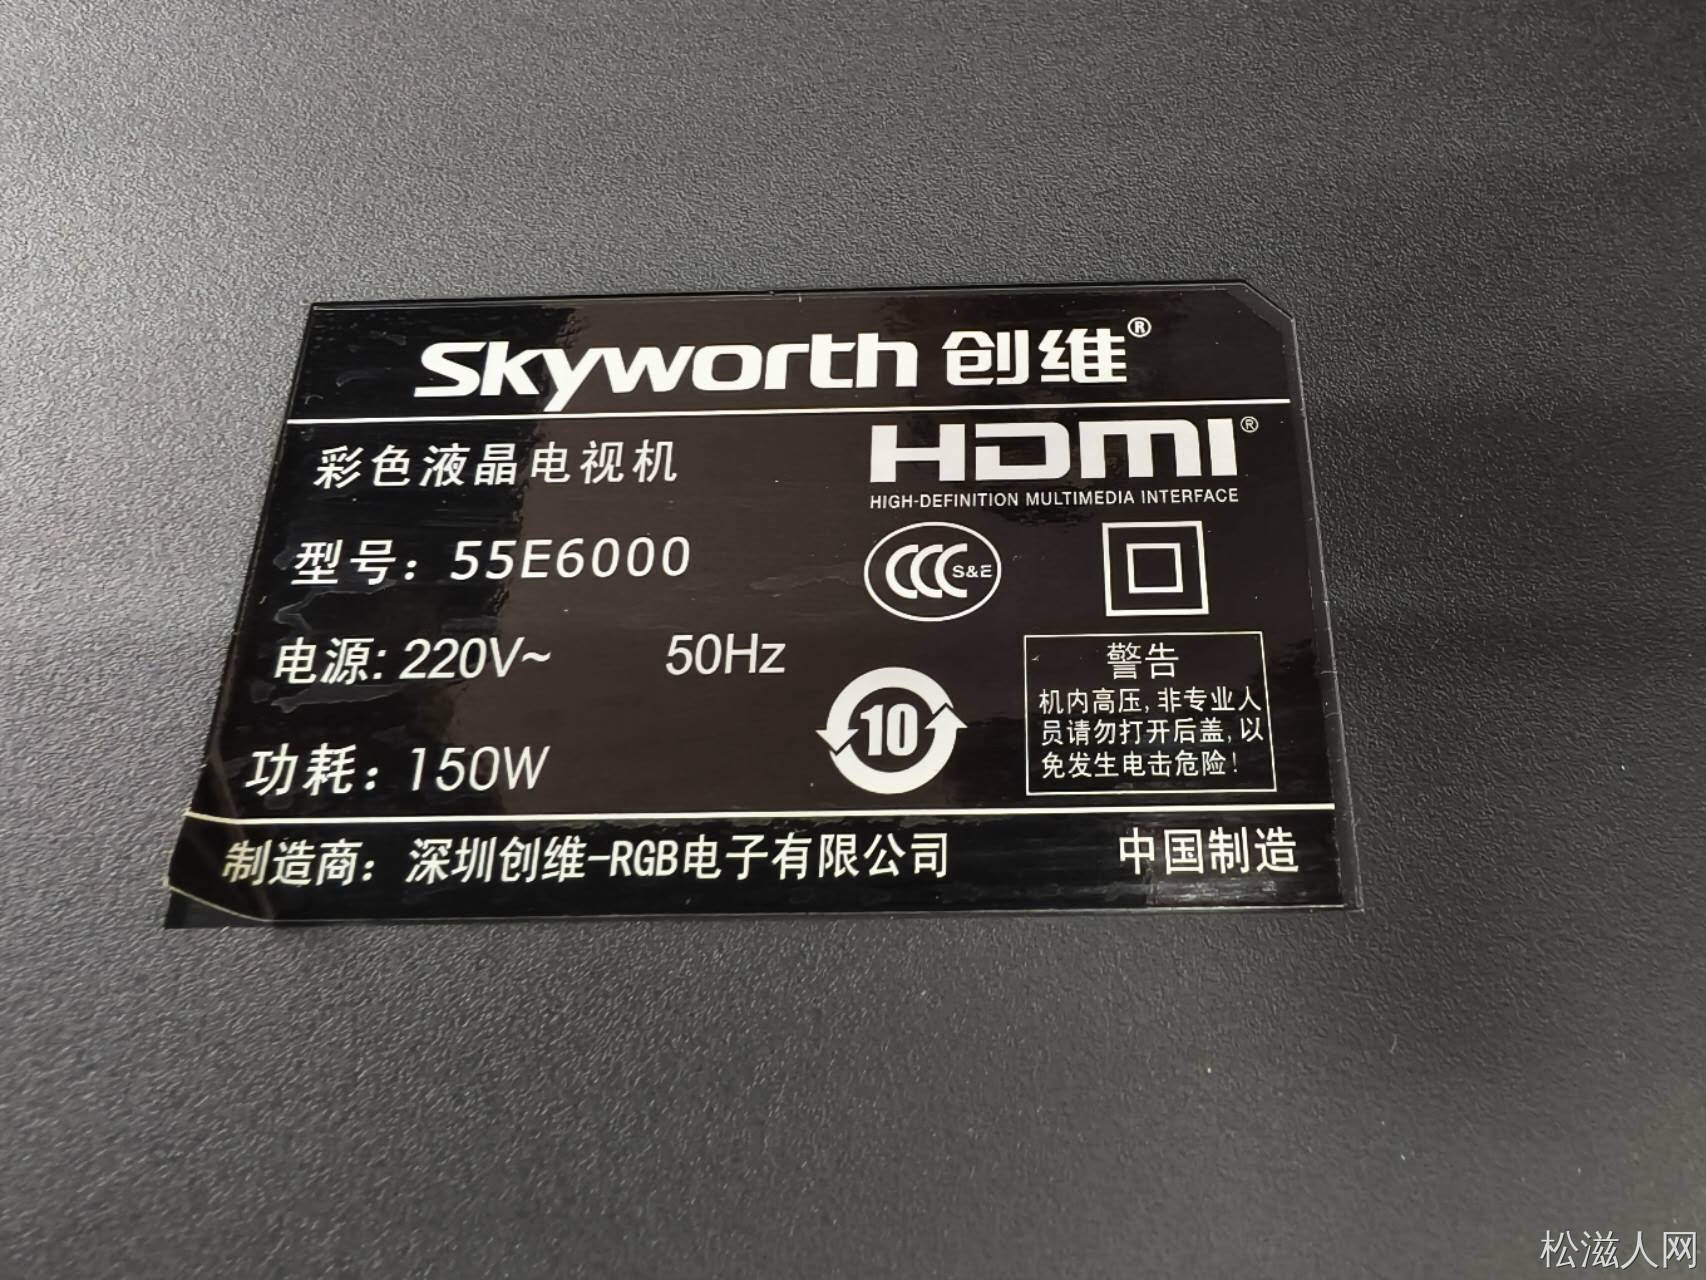 Skyworth 创维®
彩色液晶电视机
HDMI®
HIGH-DEFINITION MULTIMEDIA INTERFACE
型号：55E6000
CCC S&E
电源: 220V~ 50Hz
功耗：150W
10
警告
机内高压,非专业人
员请勿打开后盖,以
免发生电击危险!
制造商：深圳创维-RGB电子有限公司 中国制造
松滋人网